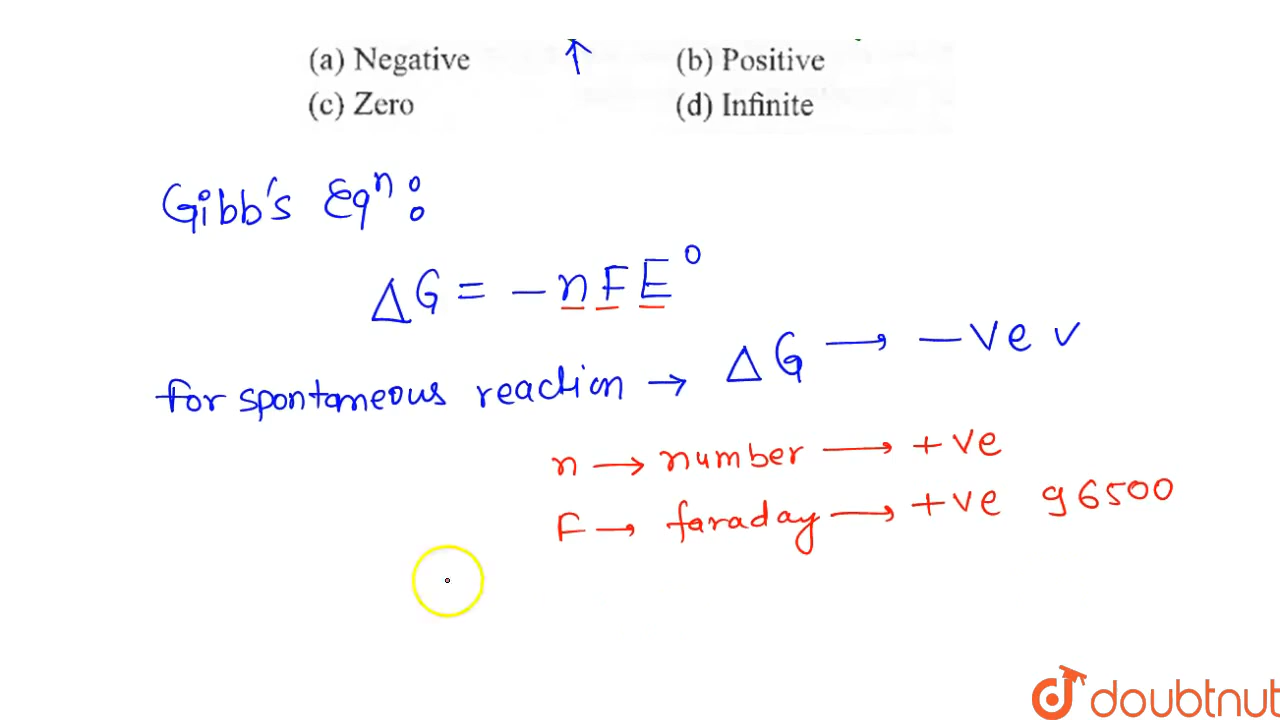 (a) Negative (b) Positive
(c) Zero (d) Infinite
Gibb's Eqn:
ΔG = - nFE°
for spontaneous reaction → ΔG → -ve ✓
n → number → +ve
F → faraday → +ve 96500
doubtnut